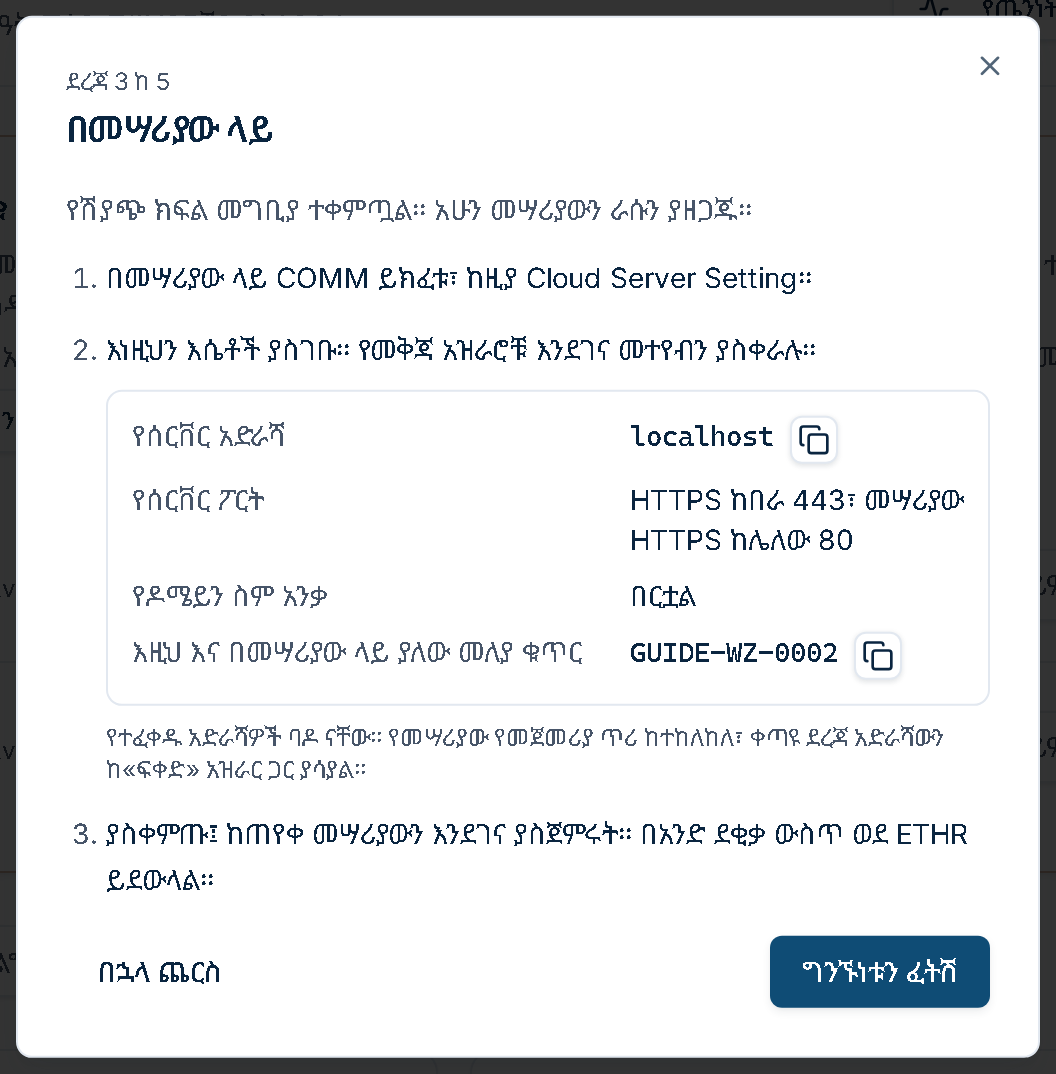 ደረጃ 3 ከ 5
በመሣሪያው ላይ
የሽያጭ ክፍል መግቢያ ተቀምጧል። አሁን መሣሪያውን ራሱን ያዘጋጁ።
1. በመሣሪያው ላይ COMM ይክፈቱ፣ ከዚያ Cloud Server Setting።
2. እነዚህን እሴቶች ያስገቡ። የመቅጃ አዝራሮቹ እንደገና መተየብን ያስቀራሉ።
የሰርቨር አድራሻ localhost
የሰርቨር ፖርት HTTPS ከበራ 443፣ መሣሪያው
HTTPS ከሌለው 80
የዶሜይን ስም አንቃ በርቷል
እዚህ እና በመሣሪያው ላይ ያለው መለያ ቁጥር GUIDE-WZ-0002
የተፈቀዱ አድራሻዎች ባዶ ናቸው። የመሣሪያው የመጀመሪያ ጥሪ ከተከለከለ፣ ቀጣዩ ደረጃ አድራሻውን
ከ«ፍቀድ» አዝራር ጋር ያሳያል።
3. ያስቀምጡ፤ ከጠየቀ መሣሪያውን እንደገና ያስጀምሩት። በአንድ ደቂቃ ውስጥ ወደ ETHR
ይደውላል።
በኋላ ጨርስ
ግንኙነቱን ፈትሽ